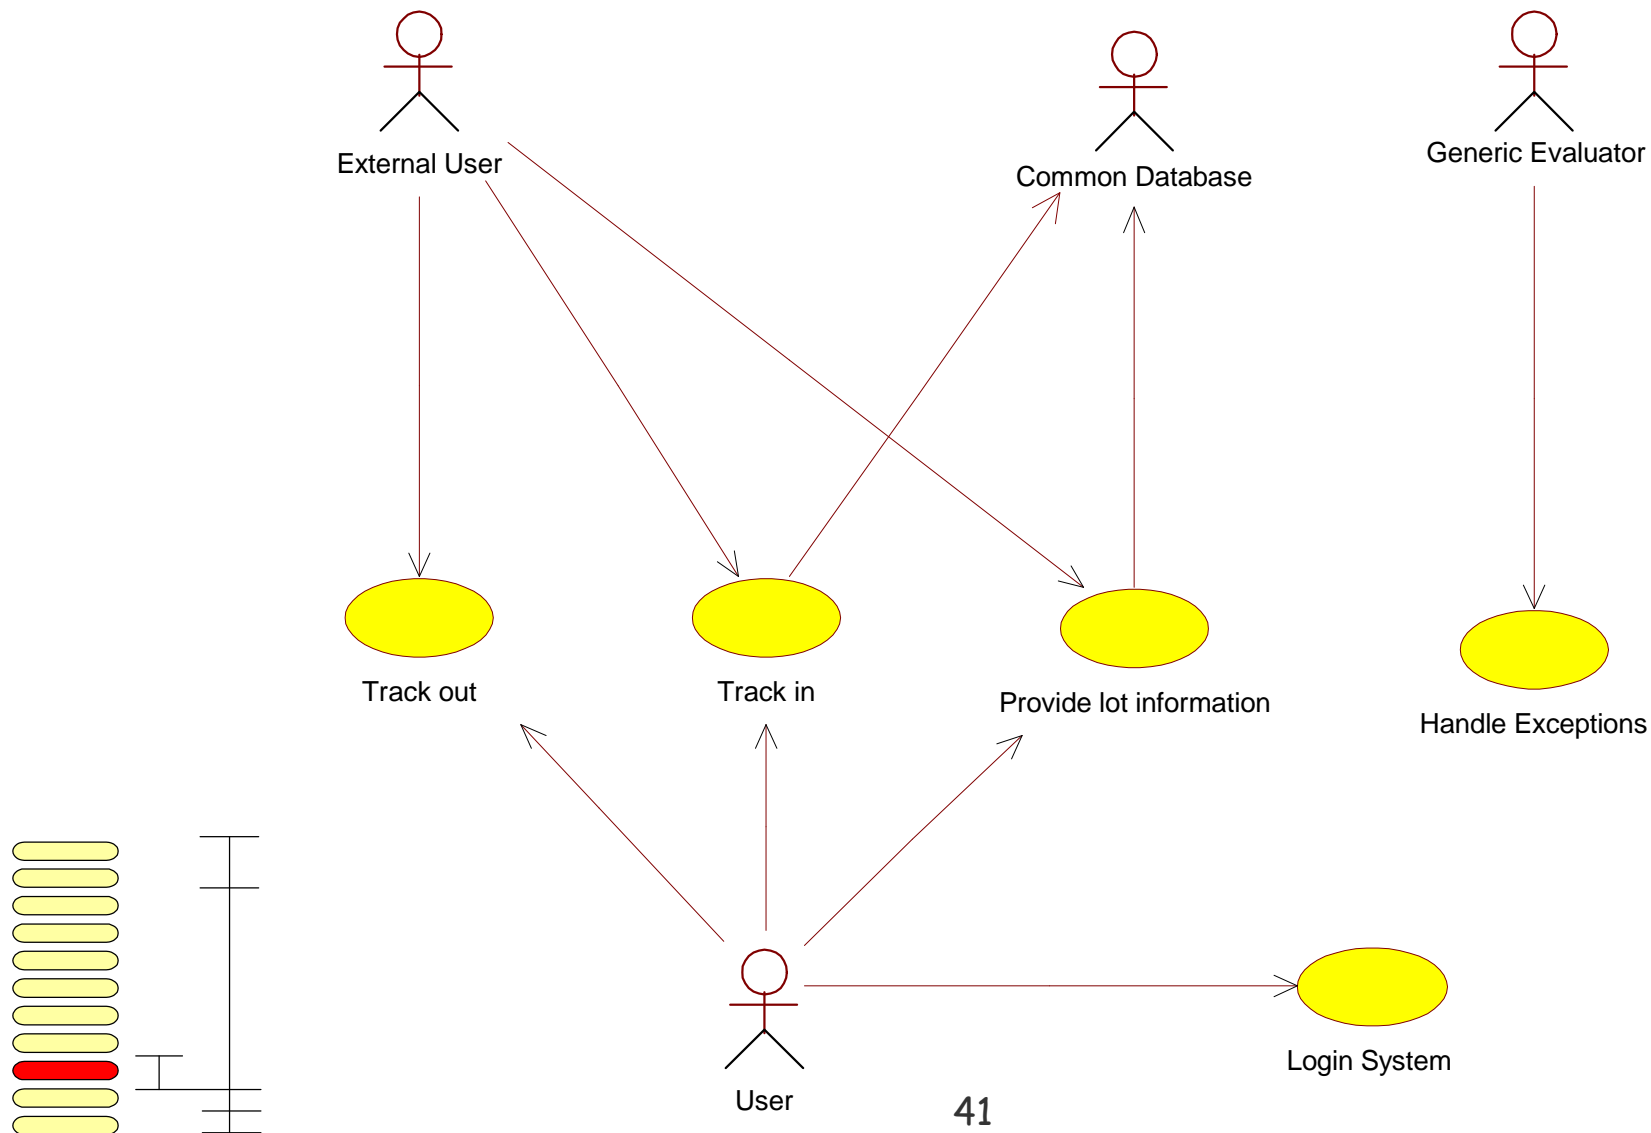 External User
Common Database
Generic Evaluator
Track out
Track in
Provide lot information
Handle Exceptions
Login System
User
41